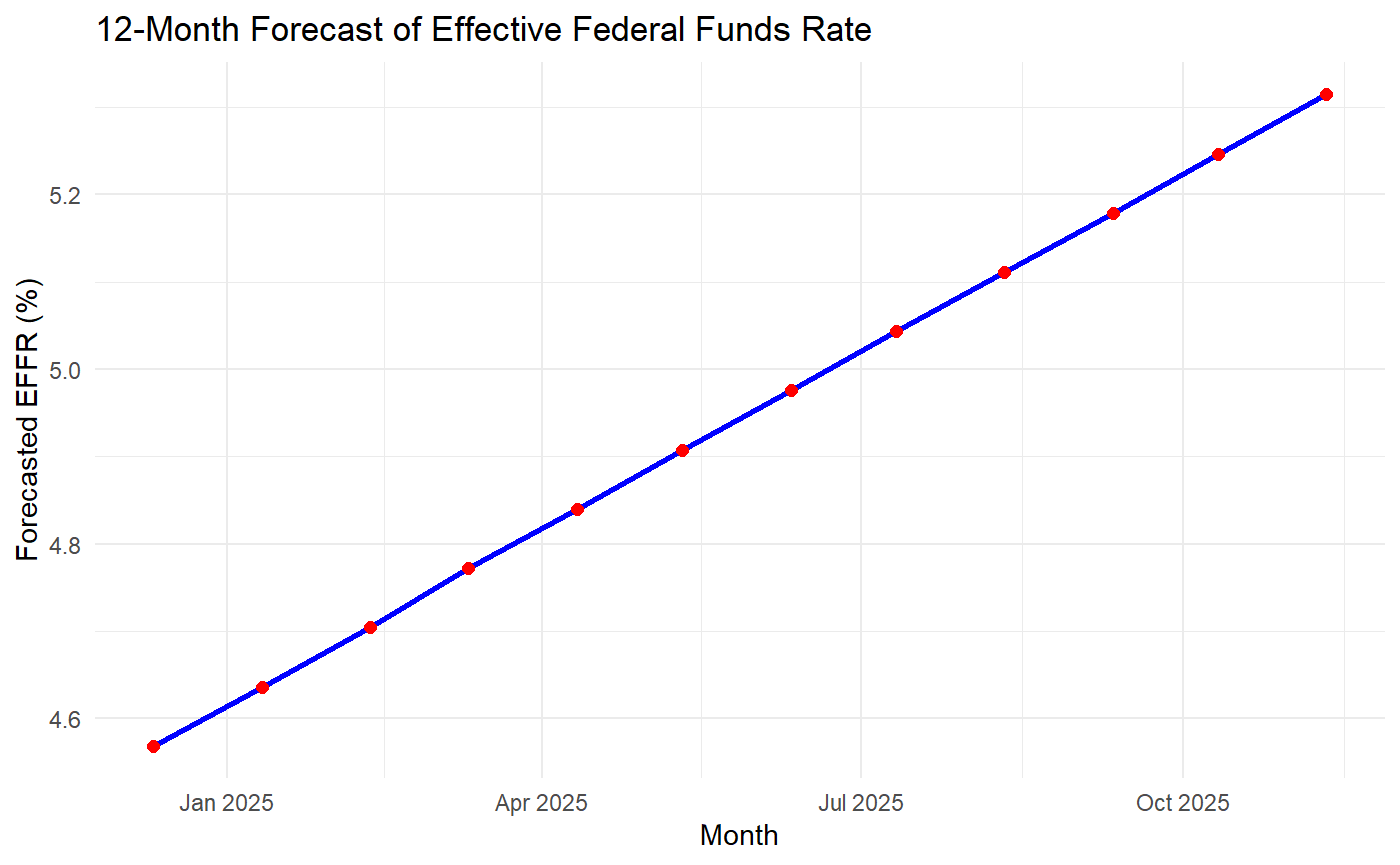 12-Month Forecast of Effective Federal Funds Rate
Forecasted EFFR (%)
5.2
5.0
4.8
4.6
Jan 2025
Apr 2025
Jul 2025
Oct 2025
Month